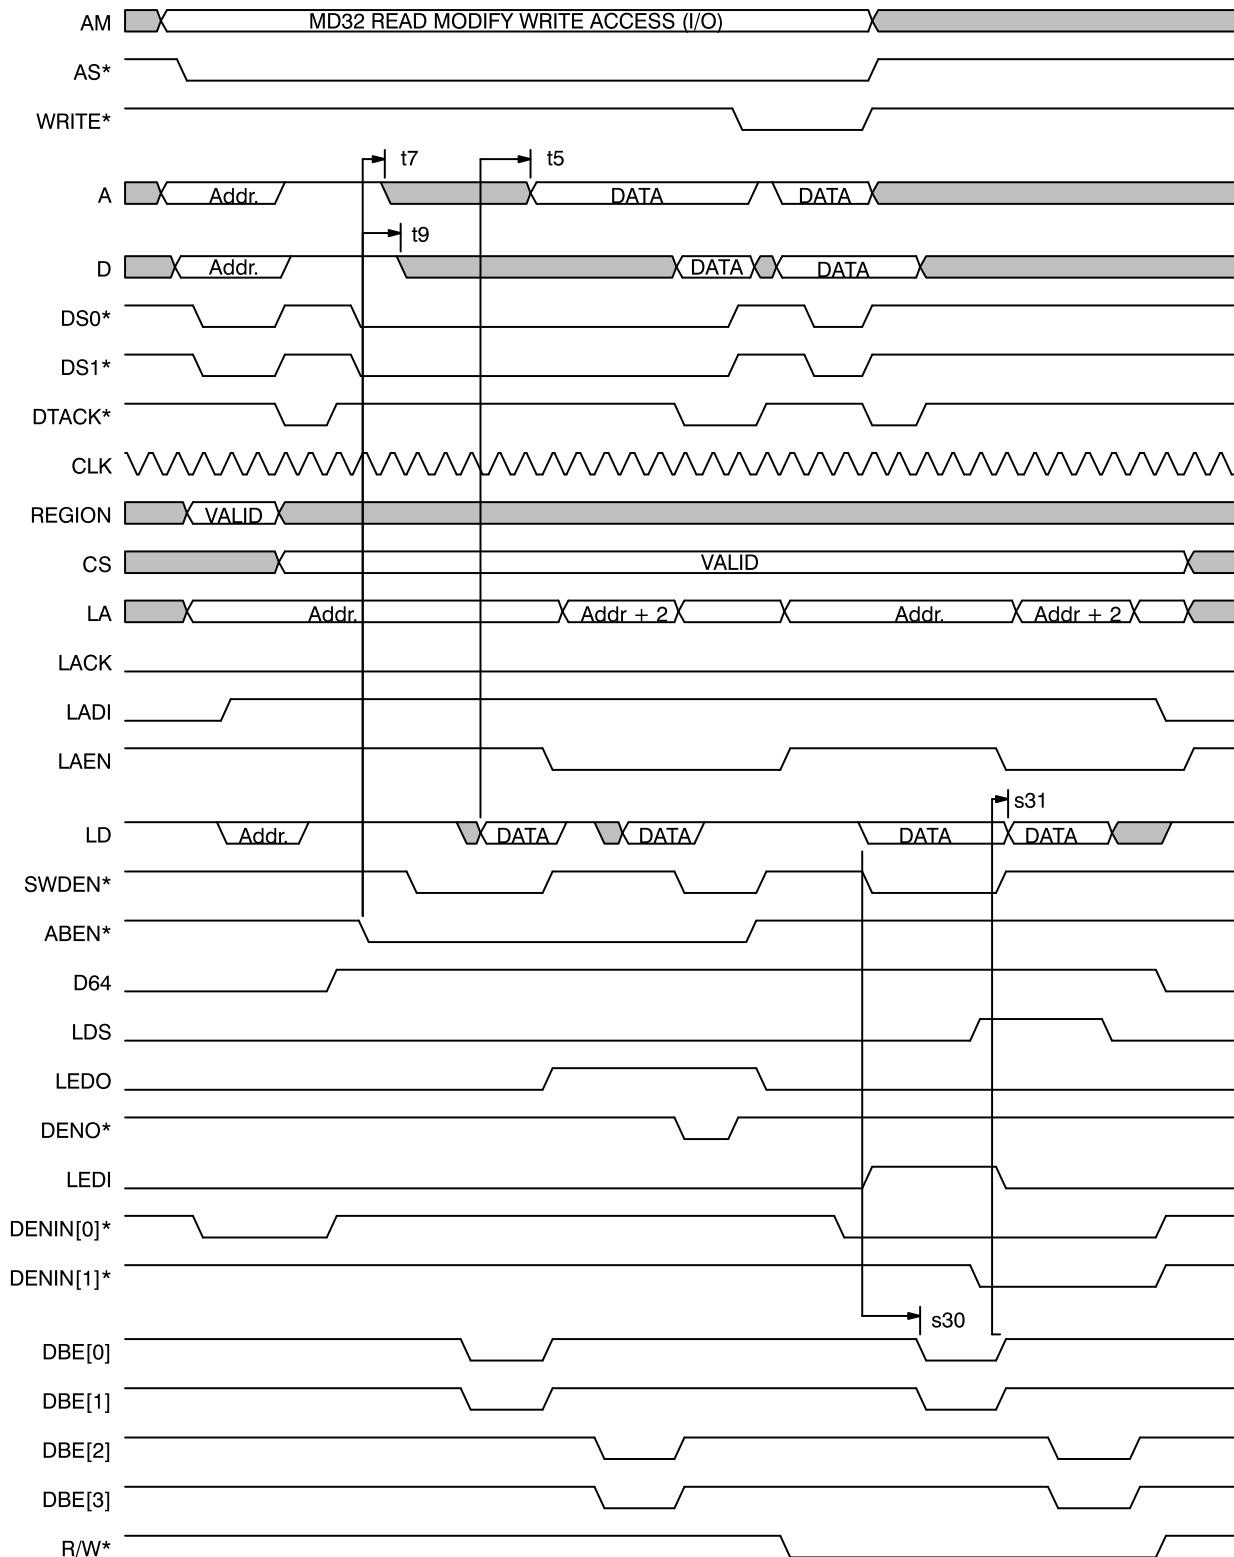 AM MD32 READ MODIFY WRITE ACCESS (I/O)
AS*
WRITE*
t7 t5
A Addr. DATA DATA
t9
D Addr. DATA DATA
DS0*
DS1*
DTACK*
CLK
REGION VALID
CS VALID
LA Addr. Addr + 2 Addr. Addr + 2
LACK
LADI
LAEN
s31
LD Addr. DATA DATA DATA DATA
SWDEN*
ABEN*
D64
LDS
LEDO
DENO*
LEDI
DENIN[0]*
DENIN[1]*
s30
DBE[0]
DBE[1]
DBE[2]
DBE[3]
R/W*